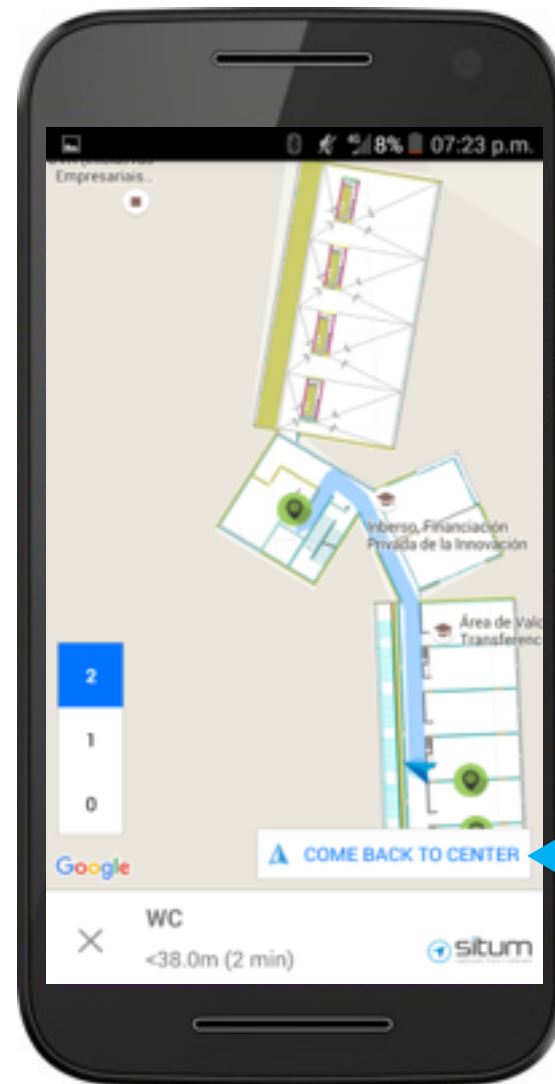 8% 07:23 p.m.
Empresariais...
Inberso, Financiación
Privada de la Innovación
Área de Valo
Transferenc
2
1
0
Google
COME BACK TO CENTER
WC
<38.0m (2 min)
situm